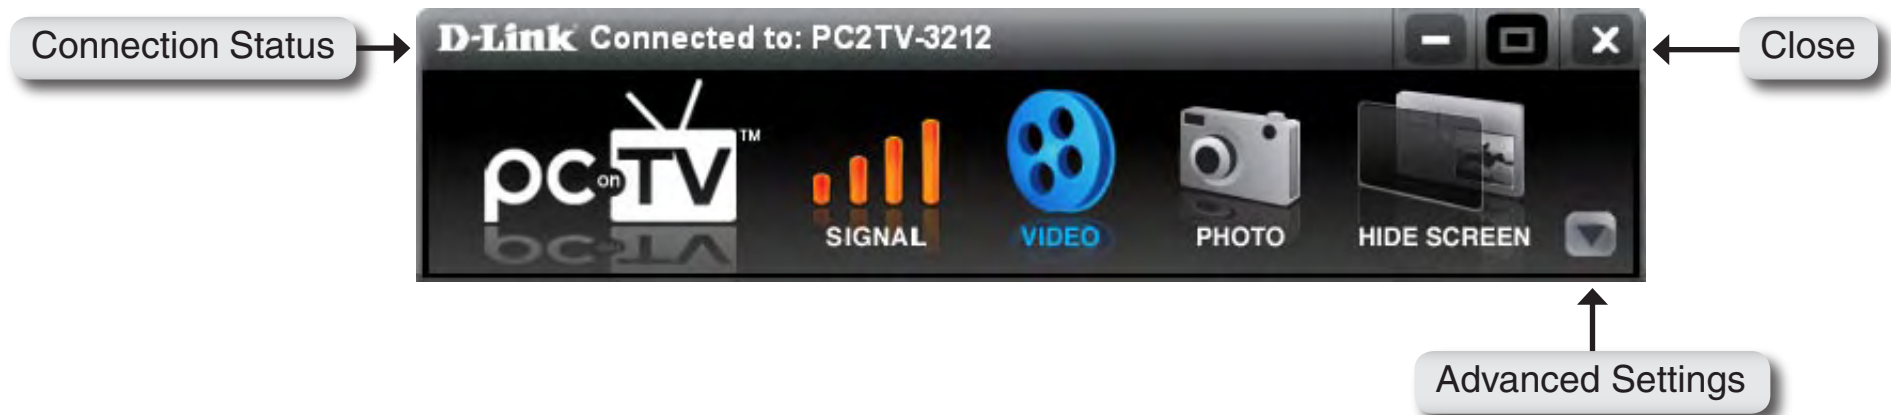 Connection Status
D-Link Connected to: PC2TV-3212
Close
pc on TV TM
SIGNAL
VIDEO
PHOTO
HIDE SCREEN
Advanced Settings